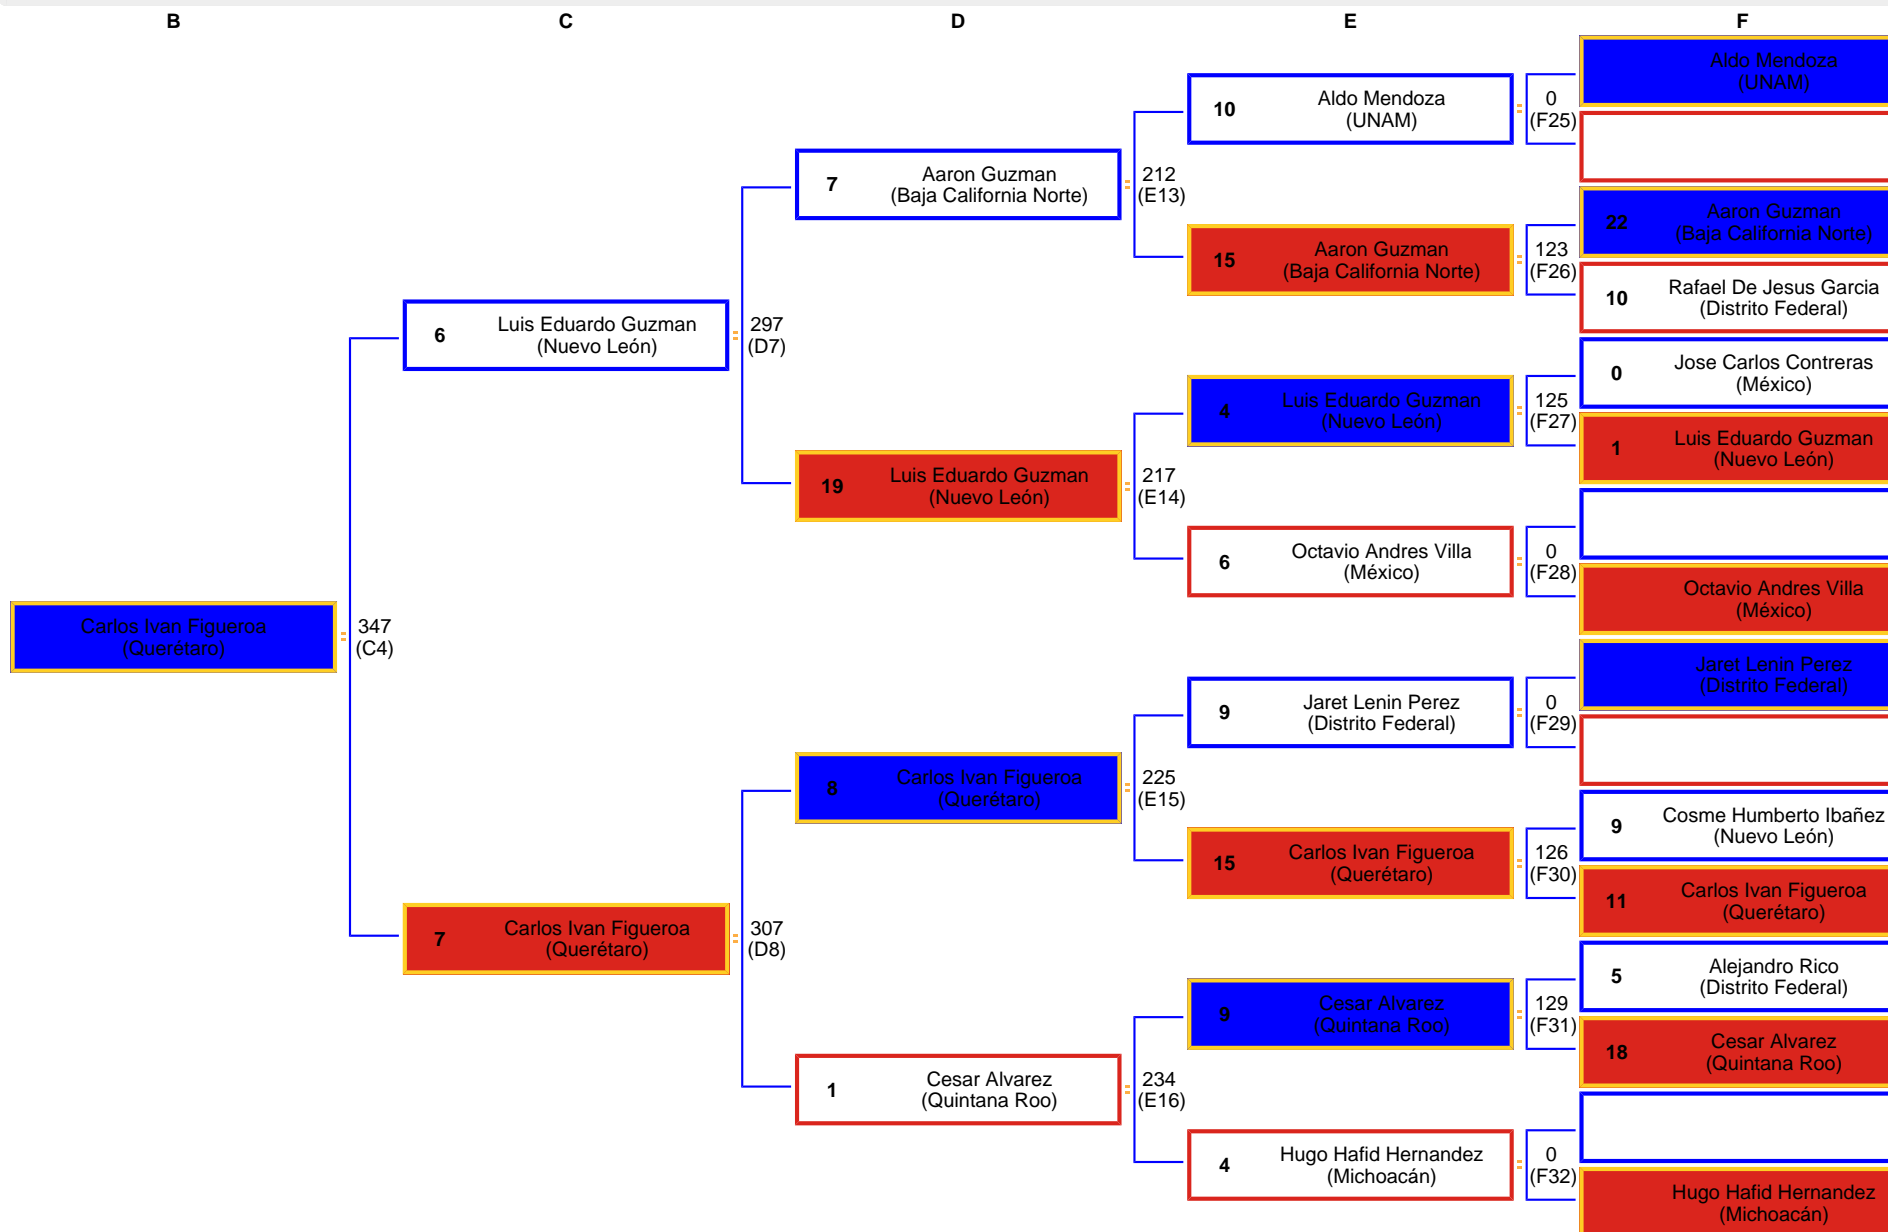 B
C
D
E
F
Aldo Mendoza
(UNAM)
10
Aldo Mendoza
(UNAM)
0
(F25)
7
Aaron Guzman
(Baja California Norte)
212
(E13)
22
Aaron Guzman
(Baja California Norte)
15
Aaron Guzman
(Baja California Norte)
123
(F26)
10
Rafael De Jesus Garcia
(Distrito Federal)
6
Luis Eduardo Guzman
(Nuevo León)
297
(D7)
0
Jose Carlos Contreras
(México)
4
Luis Eduardo Guzman
(Nuevo León)
125
(F27)
1
Luis Eduardo Guzman
(Nuevo León)
19
Luis Eduardo Guzman
(Nuevo León)
217
(E14)
6
Octavio Andres Villa
(México)
0
(F28)
Octavio Andres Villa
(México)
Carlos Ivan Figueroa
(Querétaro)
347
(C4)
Jaret Lenin Perez
(Distrito Federal)
9
Jaret Lenin Perez
(Distrito Federal)
0
(F29)
8
Carlos Ivan Figueroa
(Querétaro)
225
(E15)
9
Cosme Humberto Ibañez
(Nuevo León)
15
Carlos Ivan Figueroa
(Querétaro)
126
(F30)
11
Carlos Ivan Figueroa
(Querétaro)
7
Carlos Ivan Figueroa
(Querétaro)
307
(D8)
5
Alejandro Rico
(Distrito Federal)
9
Cesar Alvarez
(Quintana Roo)
129
(F31)
18
Cesar Alvarez
(Quintana Roo)
1
Cesar Alvarez
(Quintana Roo)
234
(E16)
4
Hugo Hafid Hernandez
(Michoacán)
0
(F32)
Hugo Hafid Hernandez
(Michoacán)